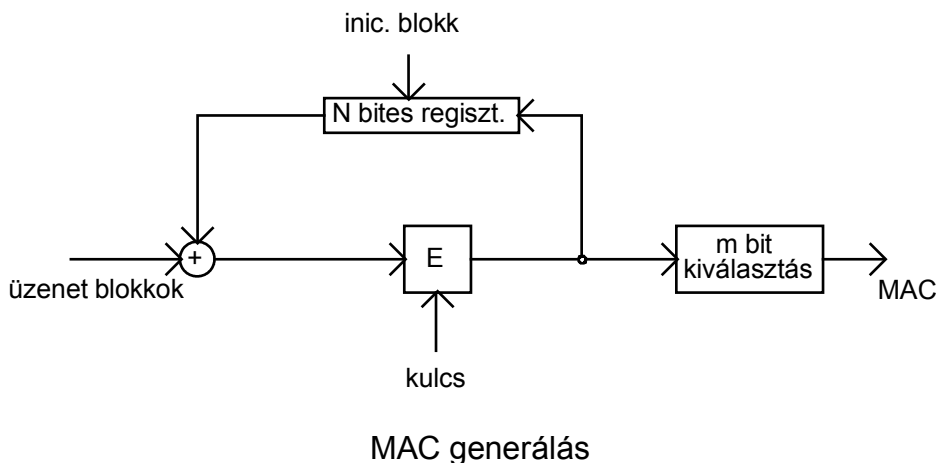 inic. blokk
N bites regiszt.
+
E
m bit
kiválasztás
üzenet blokkok
MAC
kulcs
MAC generálás